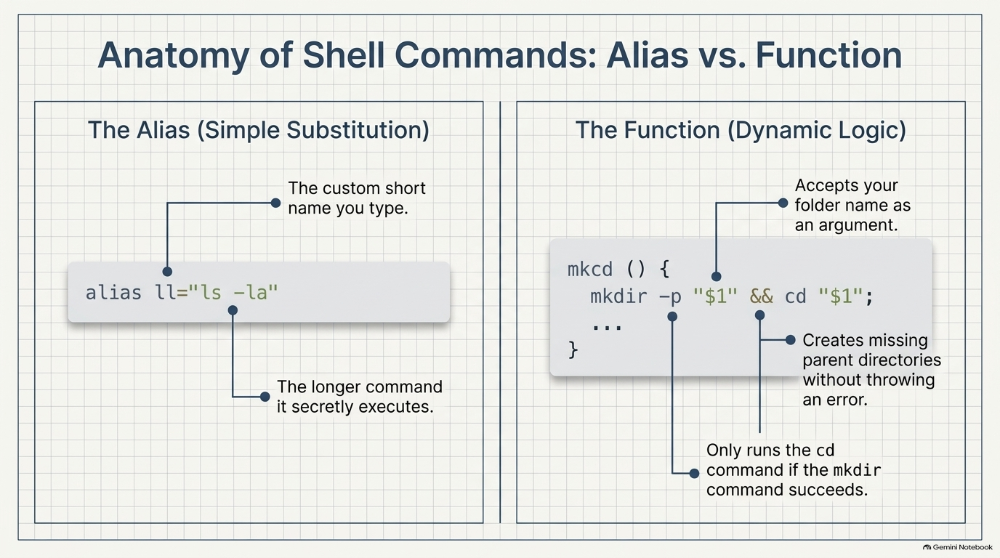 Anatomy of Shell Commands: Alias vs. Function
The Alias (Simple Substitution)
The custom short
name you type.
alias ll="ls –la"
The longer command
it secretly executes.
The Function (Dynamic Logic)
Accepts your
folder name as
an argument.
mkcd () {
mkdir –p "$1" && cd "$1";
...
}
Creates missing
parent directories
without throwing
an error.
Only runs the cd
command if the mkdir
command succeeds.
Gemini Notebook